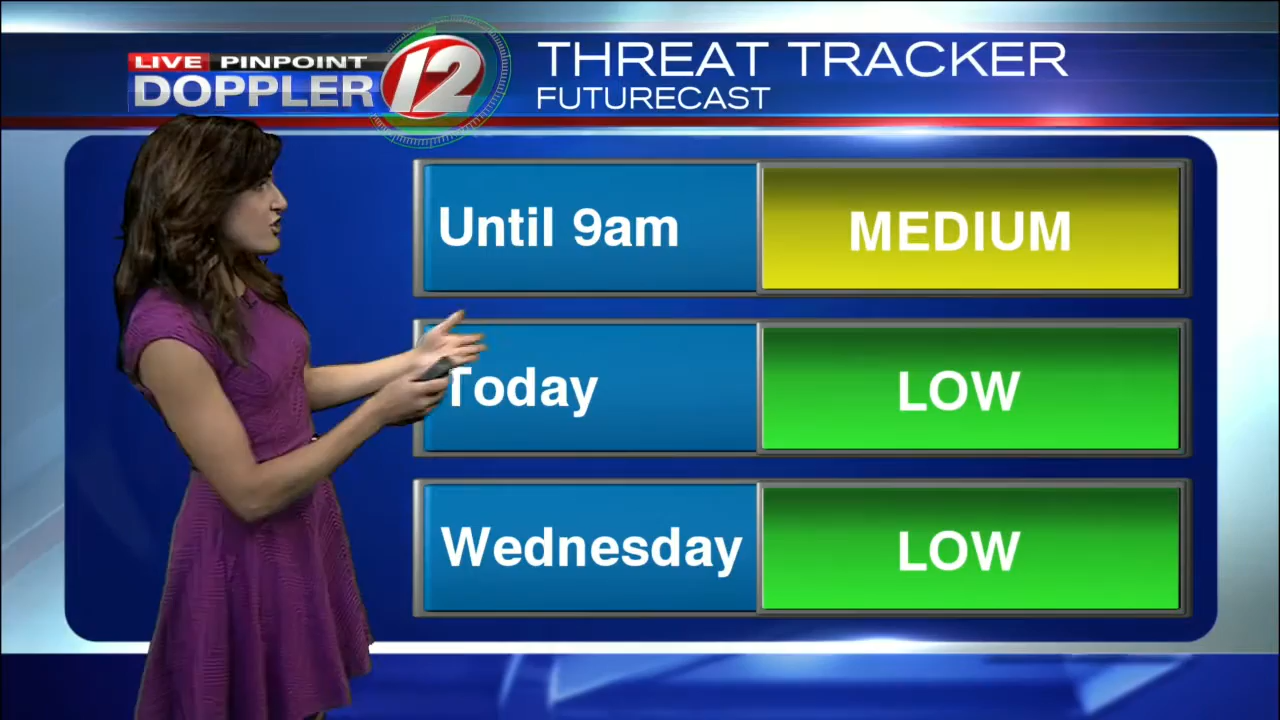 LIVE PINPOINT
DOPPLER 12
THREAT TRACKER
FUTURECAST
Until 9am MEDIUM
Today LOW
Wednesday LOW